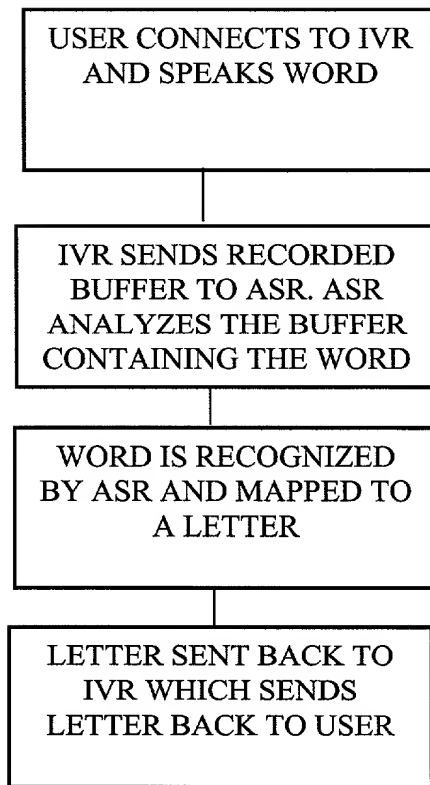 USER CONNECTS TO IVR
AND SPEAKS WORD
IVR SENDS RECORDED
BUFFER TO ASR. ASR
ANALYZES THE BUFFER
CONTAINING THE WORD
WORD IS RECOGNIZED
BY ASR AND MAPPED TO
A LETTER
LETTER SENT BACK TO
IVR WHICH SENDS
LETTER BACK TO USER